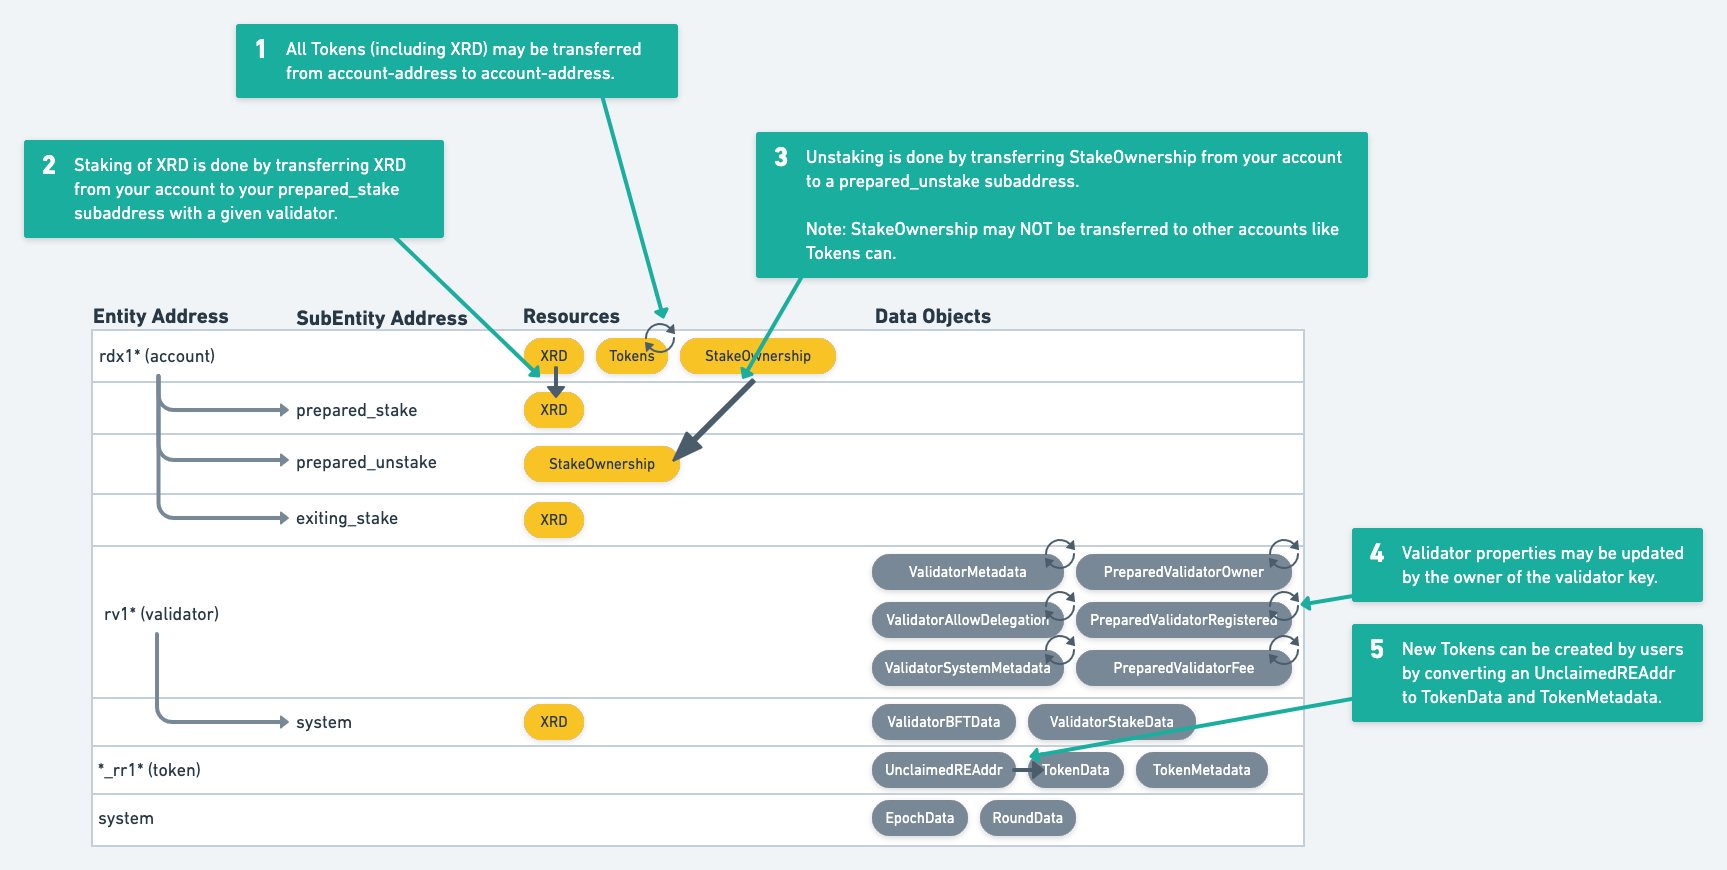 1 All Tokens (including XRD) may be transferred
from account-address to account-address.
2 Staking of XRD is done by transferring XRD
from your account to your prepared_stake
subaddress with a given validator.
3 Unstaking is done by transferring StakeOwnership from your account
to a prepared_unstake subaddress.
Note: StakeOwnership may NOT be transferred to other accounts like
Tokens can.
Entity Address SubEntity Address Resources Data Objects
rdx1* (account) XRD Tokens StakeOwnership
prepared_stake XRD
prepared_unstake StakeOwnership
exiting_stake XRD
rv1* (validator)
ValidatorMetadata PreparedValidatorOwner
ValidatorAllowDelegation PreparedValidatorRegistered
ValidatorSystemMetadata PreparedValidatorFee
4 Validator properties may be updated
by the owner of the validator key.
5 New Tokens can be created by users
by converting an UnclaimedREAddr
to TokenData and TokenMetadata.
system XRD ValidatorBFTData ValidatorStakeData
*_rr1* (token) UnclaimedREAddr TokenData TokenMetadata
system EpochData RoundData